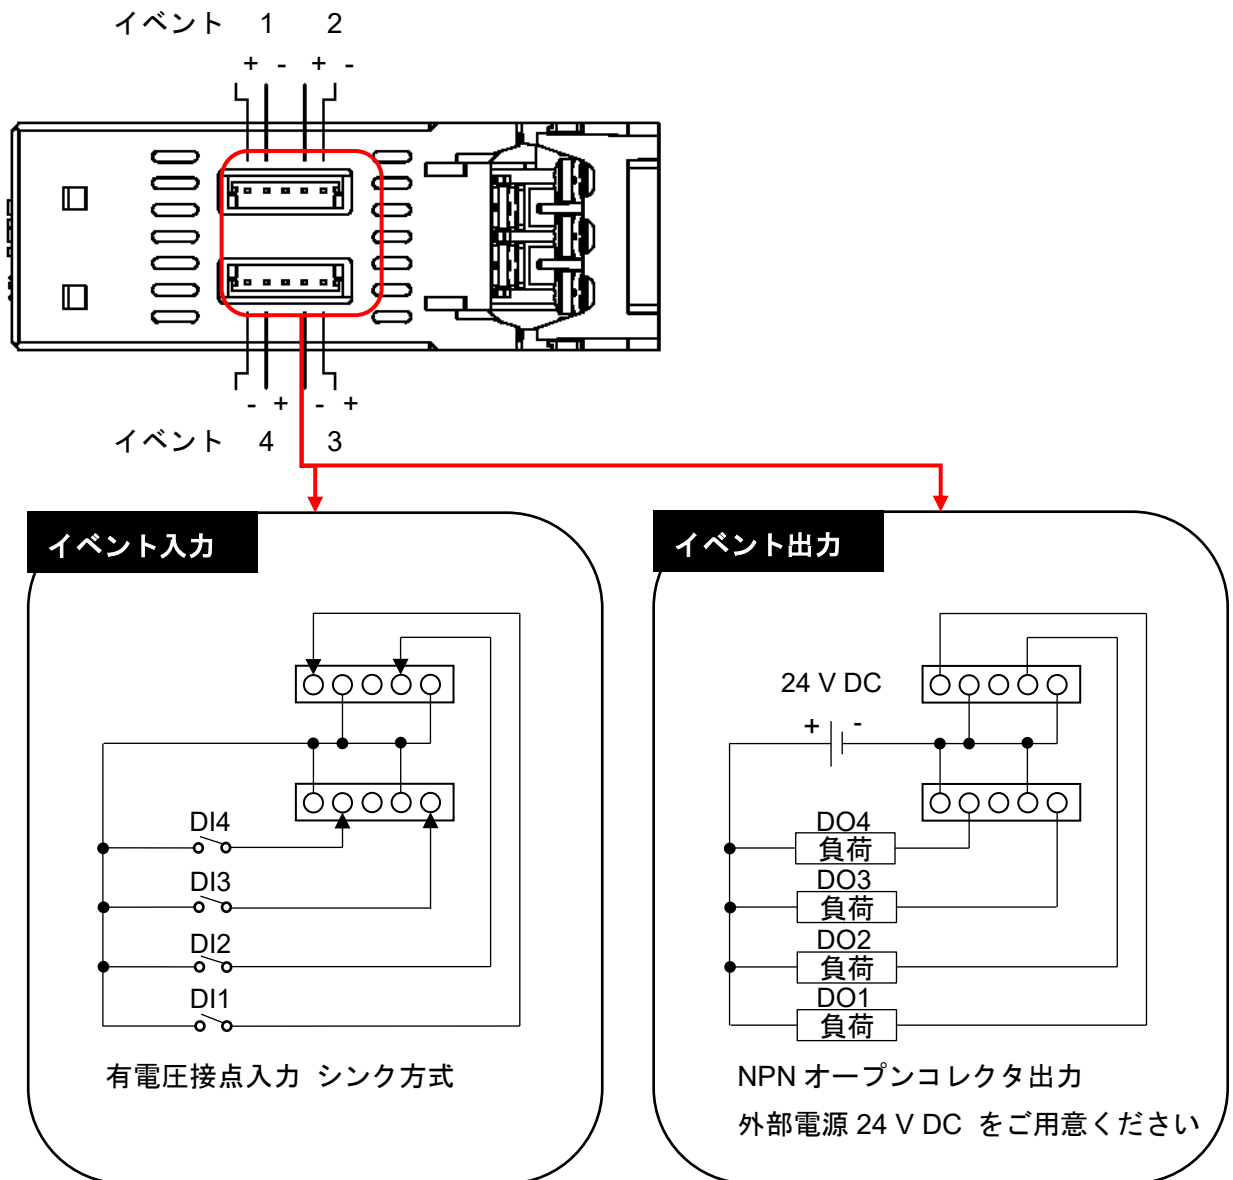 イベント 1 2
+ - + -
- + - +
イベント 4 3
イベント入力
DI4
DI3
DI2
DI1
有電圧接点入力 シンク方式
イベント出力
24 V DC
+ -
DO4
負荷
DO3
負荷
DO2
負荷
DO1
負荷
NPN オープンコレクタ出力
外部電源 24 V DC をご用意ください